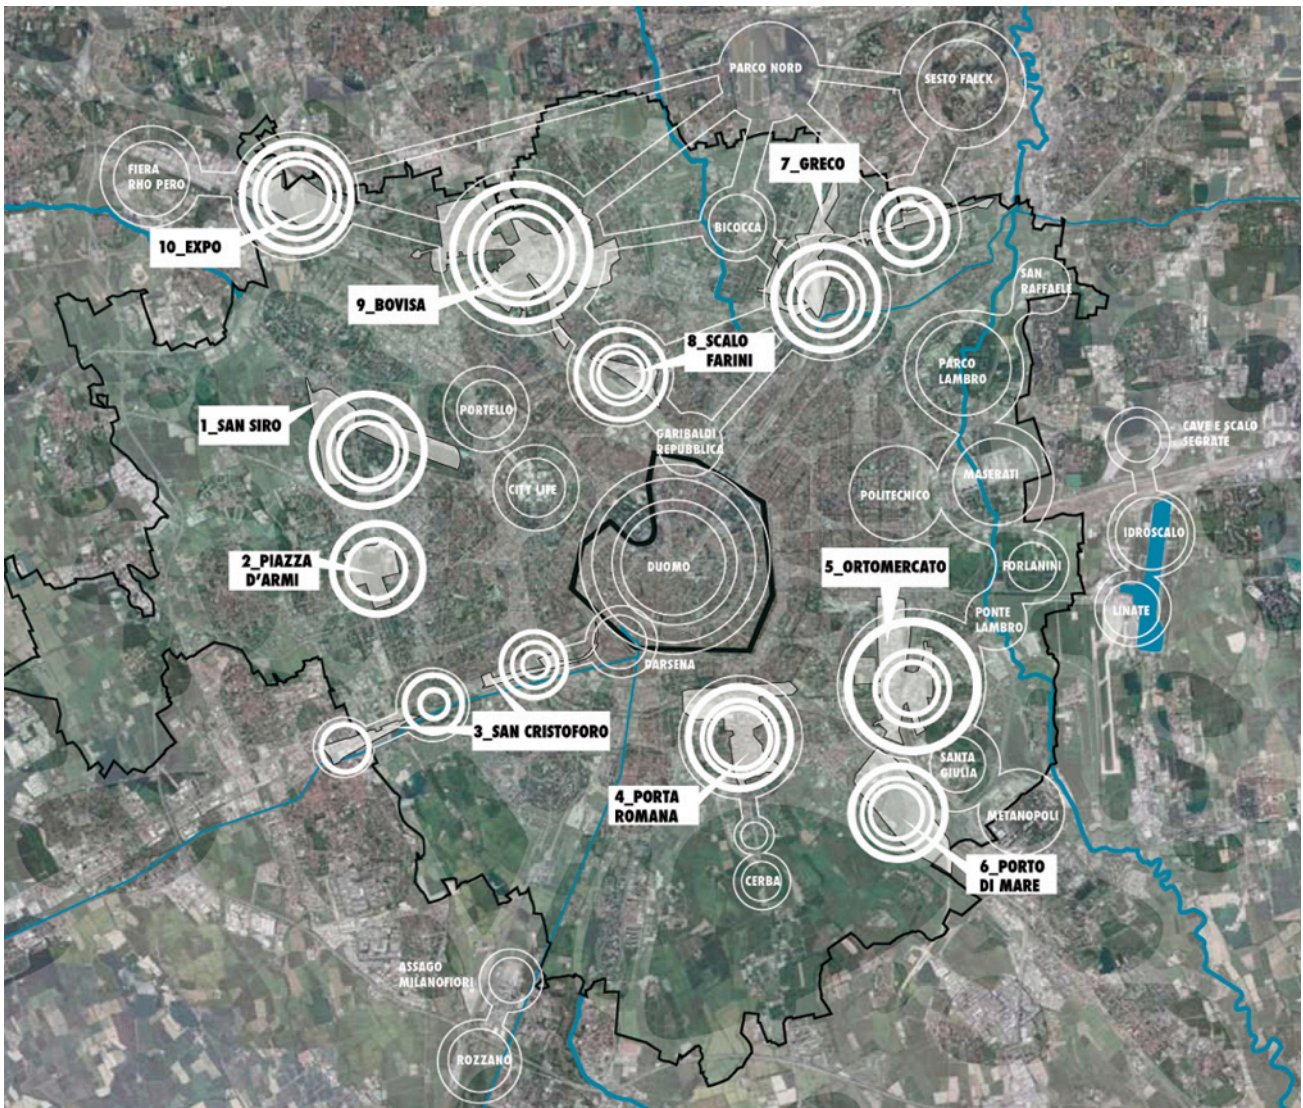 PARCO NORD
SESTO FALCK
7_GRECO
FIERA
RHO PERO
10_EXPO
BICOCCA
SAN
RAFFAELE
9_BOVISA
8_SCALO
FARINI
PARCO
LAMBRO
PORTELLO
1_SAN SIRO
GARIBALDI
REPUBBLICA
CAVE E SCALO
SEGRATE
CITY LIFE
POLITECNICO
MASERATI
IDROSCALO
2_PIAZZA
D'ARMI
DUOMO
5_ORTOMERCATO
FORLANINI
PONTE
LAMBRO
LINATE
DARSENA
3_SAN CRISTOFORO
SANTA
GIULIA
4_PORTA
ROMANA
METANOPOLI
6_PORTO
DI MARE
CERBA
ASSAGO
MILANOFIORI
ROZZANO